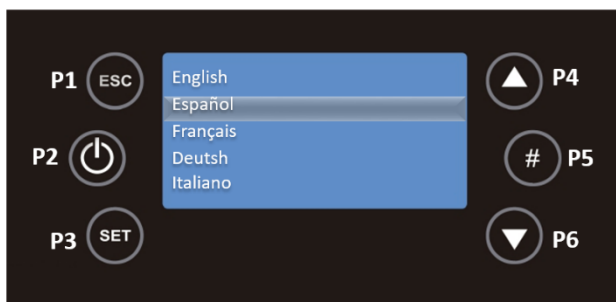 P1 ESC
P2
P3 SET
English
Español
Français
Deutsh
Italiano
P4
# P5
P6